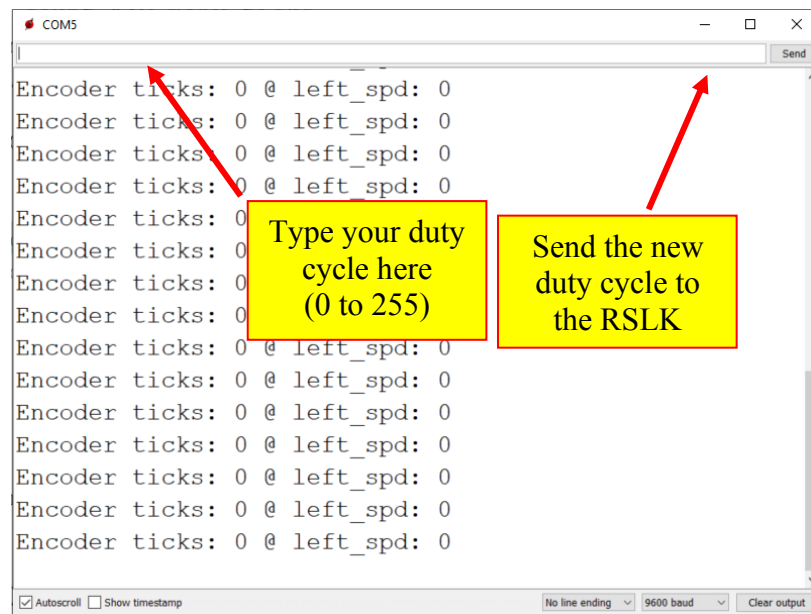 COM5
Send
Encoder ticks: 0 @ left_spd: 0
Encoder ticks: 0 @ left_spd: 0
Encoder ticks: 0 @ left_spd: 0
Encoder ticks: 0 @ left_spd: 0
Encoder ticks: 0
Encoder ticks: 0
Encoder ticks: 0
Encoder ticks: 0
Encoder ticks: 0 @ left_spd: 0
Encoder ticks: 0 @ left_spd: 0
Encoder ticks: 0 @ left_spd: 0
Encoder ticks: 0 @ left_spd: 0
Encoder ticks: 0 @ left_spd: 0
Encoder ticks: 0 @ left_spd: 0
Encoder ticks: 0 @ left_spd: 0
Type your duty
cycle here
(0 to 255)
Send the new
duty cycle to
the RSLK
Autoscroll Show timestamp
No line ending 9600 baud Clear output